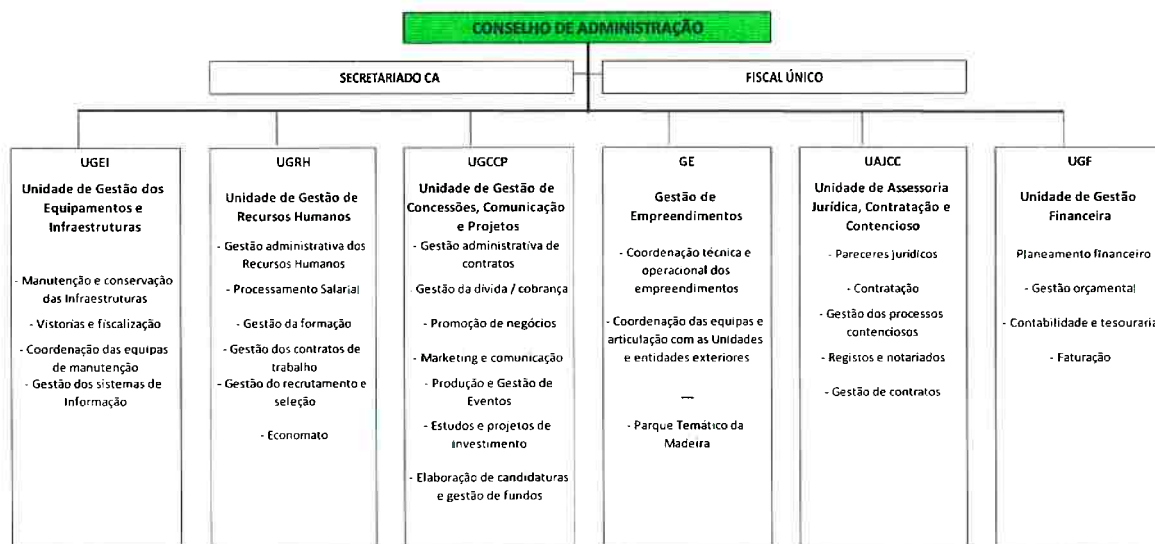 CONSELHO DE ADMINISTRAÇÃO
SECRETARIADO CA
FISCAL ÚNICO
UGEI
Unidade de Gestão dos
Equipamentos e
Infraestruturas
- Manutenção e conservação
das Infraestruturas
- Vistorias e fiscalização
- Coordenação das equipas
de manutenção
- Gestão dos sistemas de
Informação
UGRH
Unidade de Gestão de
Recursos Humanos
- Gestão administrativa dos
Recursos Humanos
- Processamento Salarial
- Gestão da formação
- Gestão dos contratos de
trabalho
- Gestão do recrutamento e
seleção
- Economato
UGCCP
Unidade de Gestão de
Concessões, Comunicação
e Projetos
- Gestão administrativa de
contratos
- Gestão da dívida / cobrança
- Promoção de negócios
- Marketing e comunicação
- Produção e Gestão de
Eventos
- Estudos e projetos de
investimento
- Elaboração de candidaturas
e gestão de fundos
GE
Gestão de
Empreendimentos
- Coordenação técnica e
operacional dos
empreendimentos
- Coordenação das equipas e
articulação com as Unidades
e entidades exteriores
---
- Parque Temático da
Madeira
UAJCC
Unidade de Assessoria
Jurídica, Contratação e
Contencioso
- Pareceres jurídicos
- Contratação
- Gestão dos processos
contenciosos
- Registos e notariados
- Gestão de contratos
UGF
Unidade de Gestão
Financeira
Planeamento financeiro
- Gestão orçamental
- Contabilidade e tesouraria
- Faturação